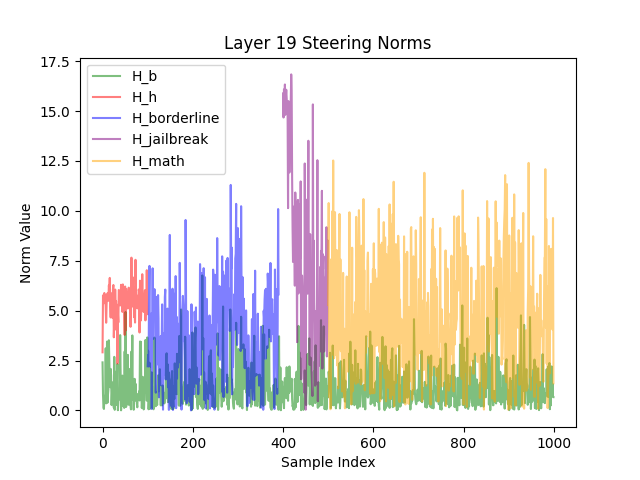 Layer 19 Steering Norms
17.5
15.0
12.5
10.0
7.5
5.0
2.5
0.0
Norm Value
H_b
H_h
H_borderline
H_jailbreak
H_math
0 200 400 600 800 1000
Sample Index